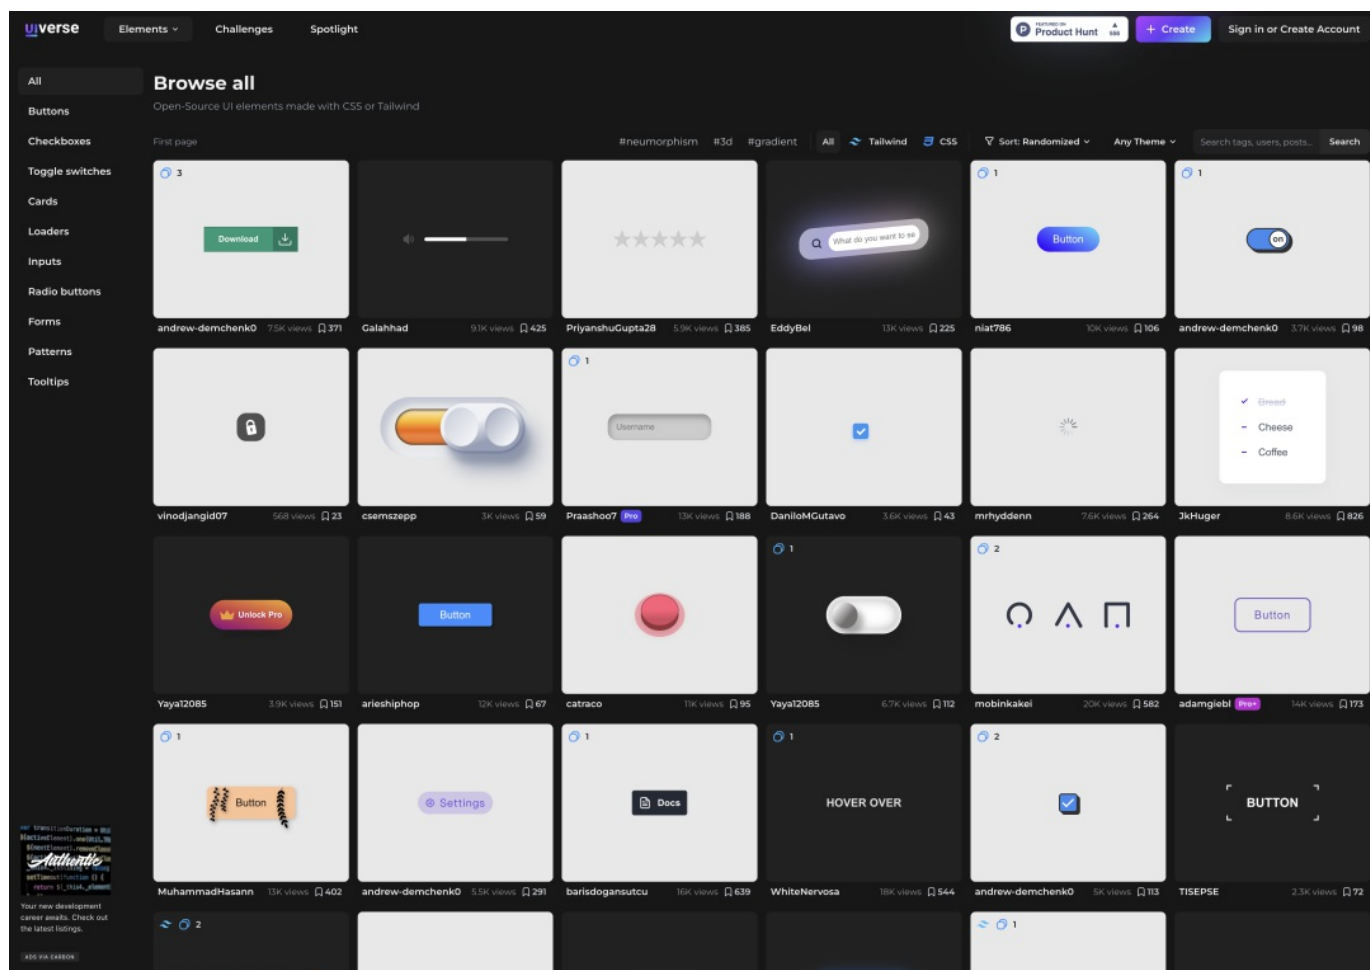 uiverse
Elements
Challenges
Spotlight
FEATURED ON
Product Hunt
+ Create
Sign in or Create Account
All
Buttons
Checkboxes
Toggle switches
Cards
Loaders
Inputs
Radio buttons
Forms
Patterns
Tooltips
Browse all
Open-Source UI elements made with CSS or Tailwind
First page
#neumorphism #3d #gradient All Tailwind CSS Sort: Randomized Any Theme Search tags, users, posts... Search
3
Download
andrew-demchenk0 7.5K views 371
Galahhad 9.1K views 425
PriyanshuGupta28 5.9K views 385
What do you want to se
EddyBel 13K views 225
1
Button
niat786 10K views 106
1
on
andrew-demchenk0 3.7K views 98
vinodjangid07 568 views 23
csemszepp 3K views 59
1
Username
Praashoo7 Pro 13K views 188
DaniloMGutavo 3.6K views 43
mrhyddenn 7.6K views 264
Bread
Cheese
Coffee
JkHuger 8.6K views 826
Unlock Pro
Yaya12085 3.9K views 151
Button
arieshiphop 12K views 67
catraco 11K views 95
1
Yaya12085 6.7K views 112
2
mobinkakei 20K views 582
Button
adamgiebl Pro+ 14K views 173
1
Button
MuhammadHasann 13K views 402
Settings
andrew-demchenk0 5.5K views 291
1
Docs
barisdogansutcu 16K views 639
1
HOVER OVER
WhiteNervosa 18K views 544
2
andrew-demchenk0 5K views 113
BUTTON
TISEPSE 2.3K views 72
2
1
Authentic
Your new development
career awaits. Check out
the latest listings.
ADS VIA CARBON